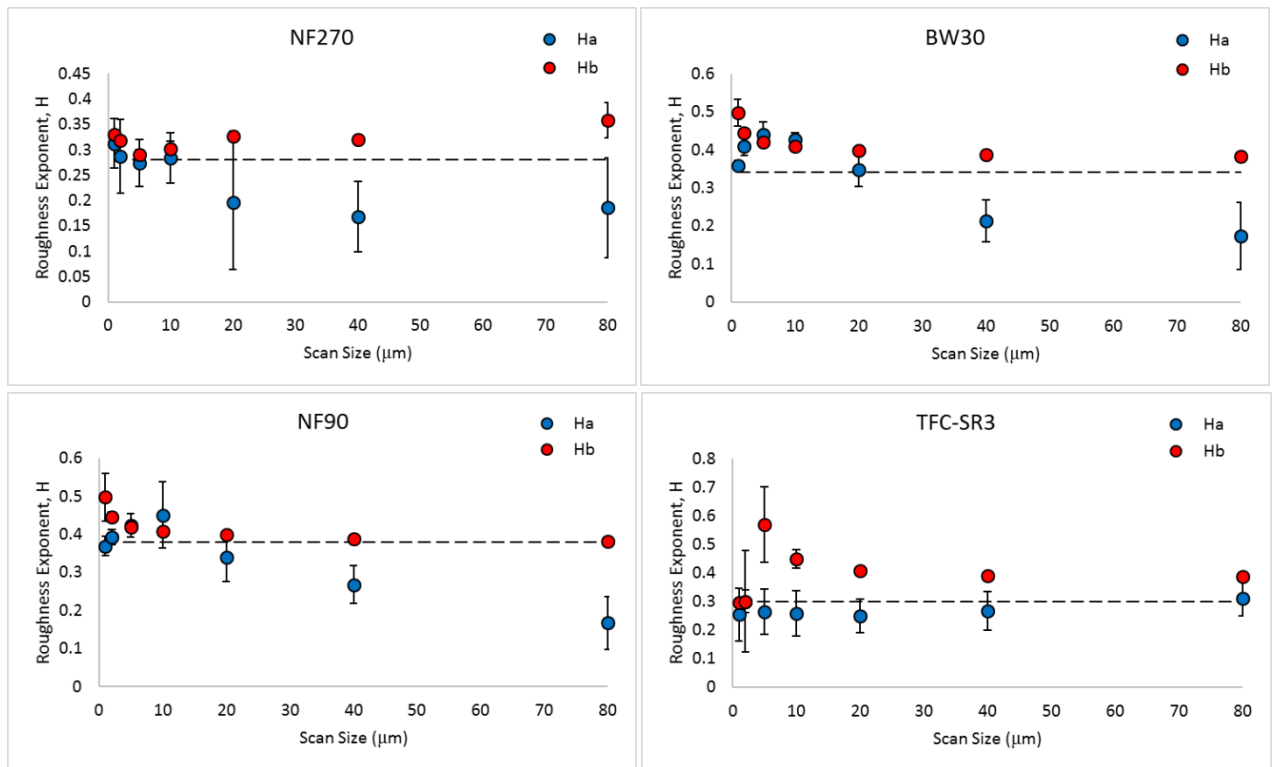 NF270
Ha
Hb
Roughness Exponent, H
0.45
0.4
0.35
0.3
0.25
0.2
0.15
0.1
0.05
0
0 10 20 30 40 50 60 70 80
Scan Size (μm)
BW30
Ha
Hb
Roughness Exponent, H
0.6
0.5
0.4
0.3
0.2
0.1
0
0 10 20 30 40 50 60 70 80
Scan Size (μm)
NF90
Ha
Hb
Roughness Exponent, H
0.6
0.5
0.4
0.3
0.2
0.1
0
0 10 20 30 40 50 60 70 80
Scan Size (μm)
TFC-SR3
Ha
Hb
Roughness Exponent, H
0.8
0.7
0.6
0.5
0.4
0.3
0.2
0.1
0
0 10 20 30 40 50 60 70 80
Scan Size (μm)